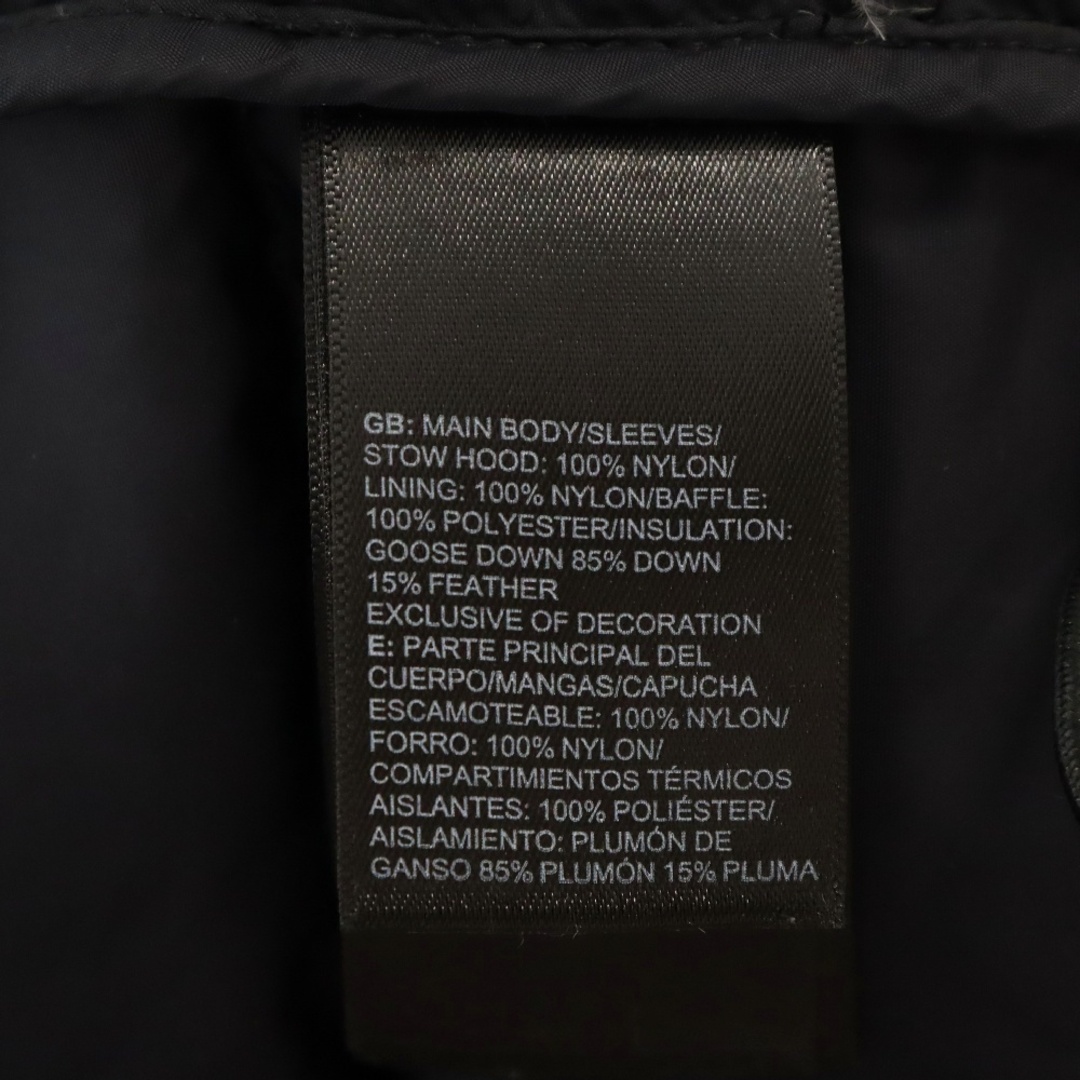 GB: MAIN BODY/SLEEVES/
STOW HOOD: 100% NYLON/
LINING: 100% NYLON/BAFFLE:
100% POLYESTER/INSULATION:
GOOSE DOWN 85% DOWN
15% FEATHER
EXCLUSIVE OF DECORATION
E: PARTE PRINCIPAL DEL
CUERPO/MANGAS/CAPUCHA
ESCAMOTEABLE: 100% NYLON/
FORRO: 100% NYLON/
COMPARTIMIENTOS TÉRMICOS
AISLANTES: 100% POLIÉSTER/
AISLAMIENTO: PLUMÓN DE
GANSO 85% PLUMÓN 15% PLUMA